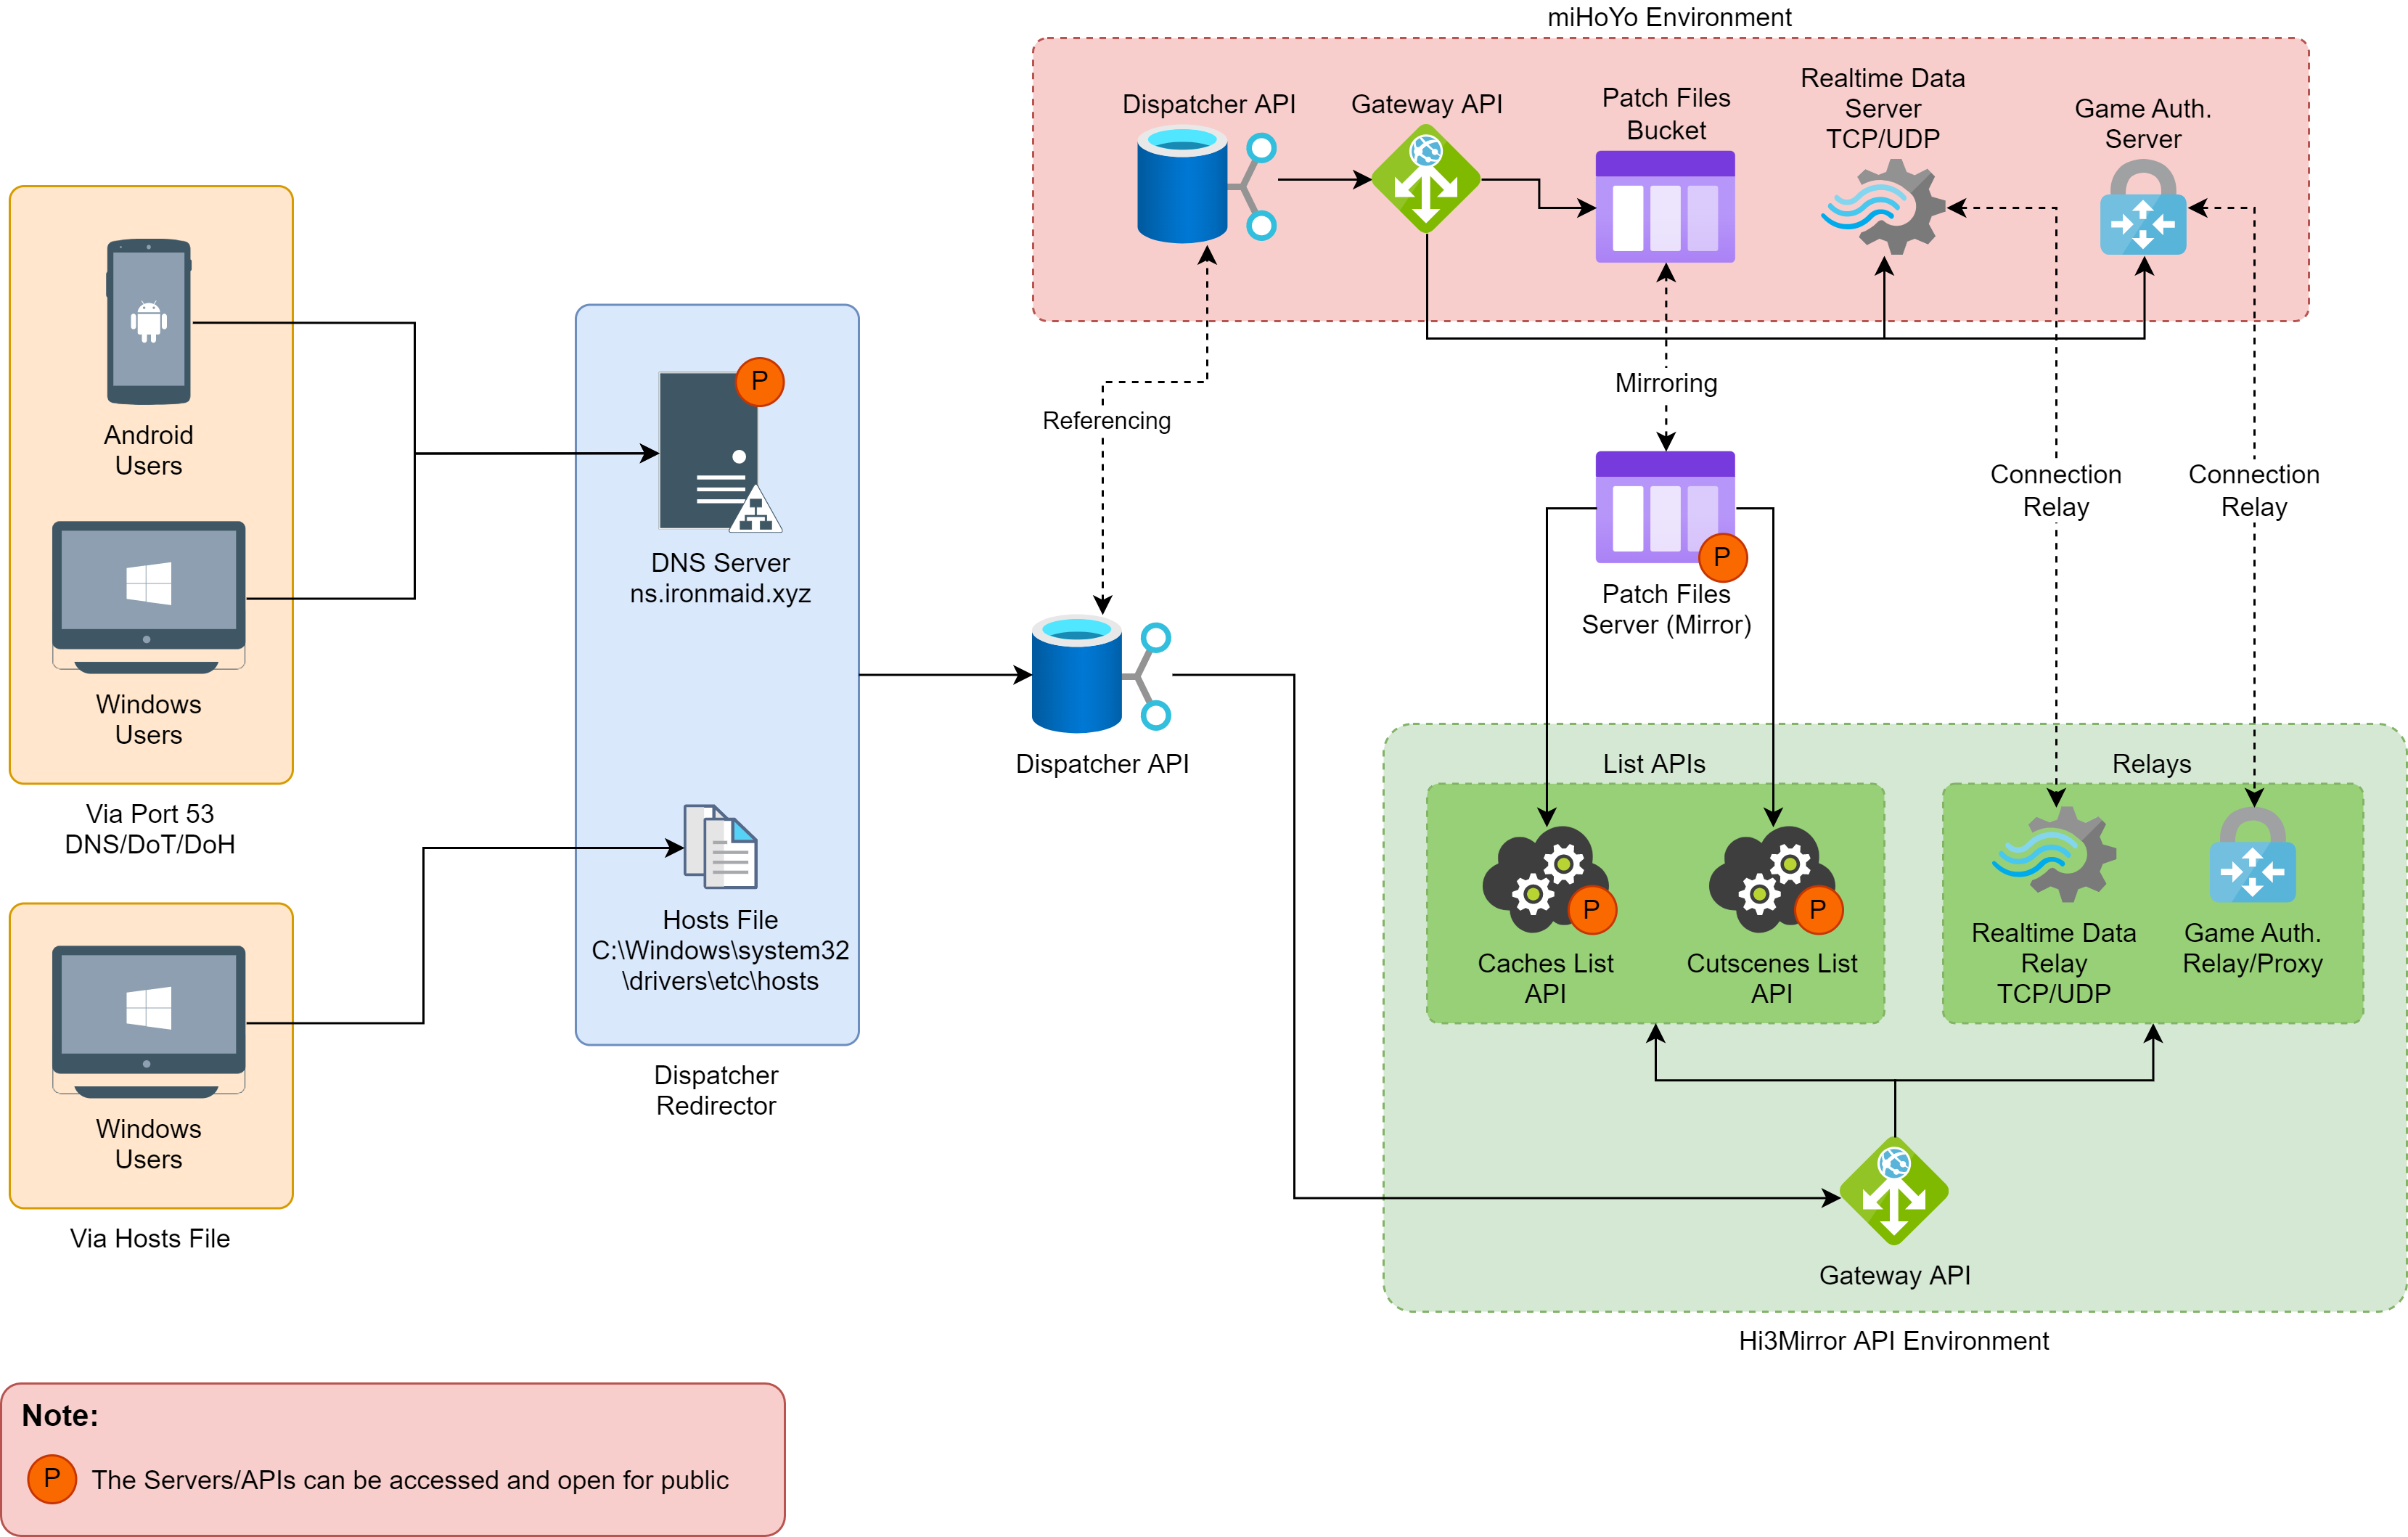 miHoYo Environment
Dispatcher API
Gateway API
Patch Files
Bucket
Realtime Data
Server
TCP/UDP
Game Auth.
Server
Android
Users
Windows
Users
Via Port 53
DNS/DoT/DoH
Windows
Users
Via Hosts File
P
DNS Server
ns.ironmaid.xyz
Hosts File
C:\Windows\system32
\drivers\etc\hosts
Dispatcher
Redirector
Referencing
Dispatcher API
Mirroring
P
Patch Files
Server (Mirror)
Connection
Relay
Connection
Relay
List APIs
P
Caches List
API
P
Cutscenes List
API
Relays
Realtime Data
Relay
TCP/UDP
Game Auth.
Relay/Proxy
Gateway API
Hi3Mirror API Environment
Note:
P The Servers/APIs can be accessed and open for public